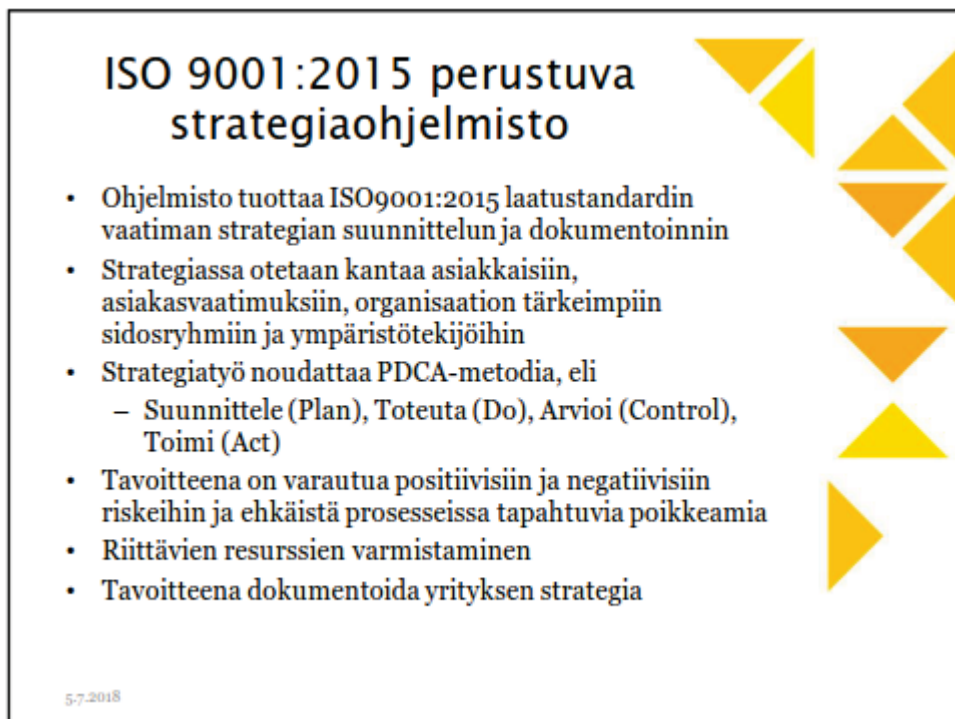 ISO 9001:2015 perustuva
strategiaohjelmisto
• Ohjelmisto tuottaa ISO9001:2015 laatustandardin
vaatiman strategian suunnittelun ja dokumentoinnin
• Strategiassa otetaan kantaa asiakkaisiin,
asiakasvaatimuksiin, organisaation tärkeimpiin
sidosryhmiin ja ympäristötekijöihin
• Strategiatyö noudattaa PDCA-metodia, eli
– Suunnittele (Plan), Toteuta (Do), Arvioi (Control),
Toimi (Act)
• Tavoitteena on varautua positiivisiin ja negatiivisiin
riskeihin ja ehkäistä prosesseissa tapahtuvia poikkeamia
• Riittävien resurssien varmistaminen
• Tavoitteena dokumentoida yrityksen strategia
5.7.2018